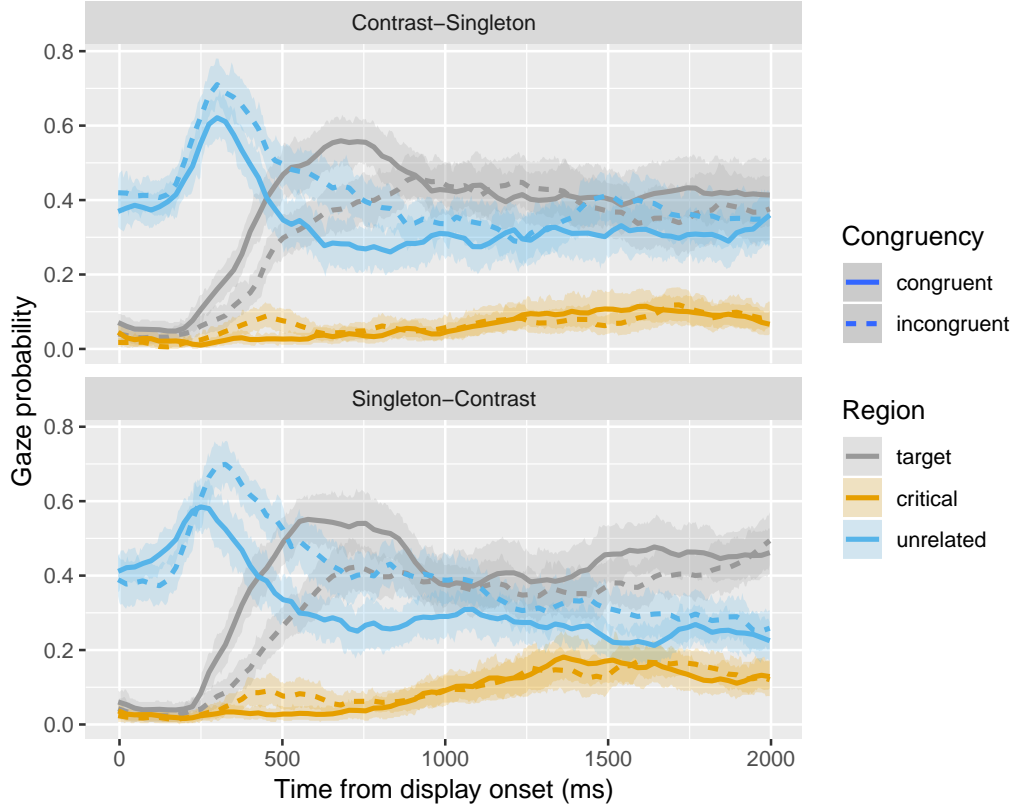 Contrast−Singleton
0.8
0.6
0.4
0.2
0.0
Singleton−Contrast
0.8
0.6
0.4
0.2
0.0
Gaze probability
0
500
1000
1500
2000
Time from display onset (ms)
Congruency
congruent
incongruent
Region
target
critical
unrelated